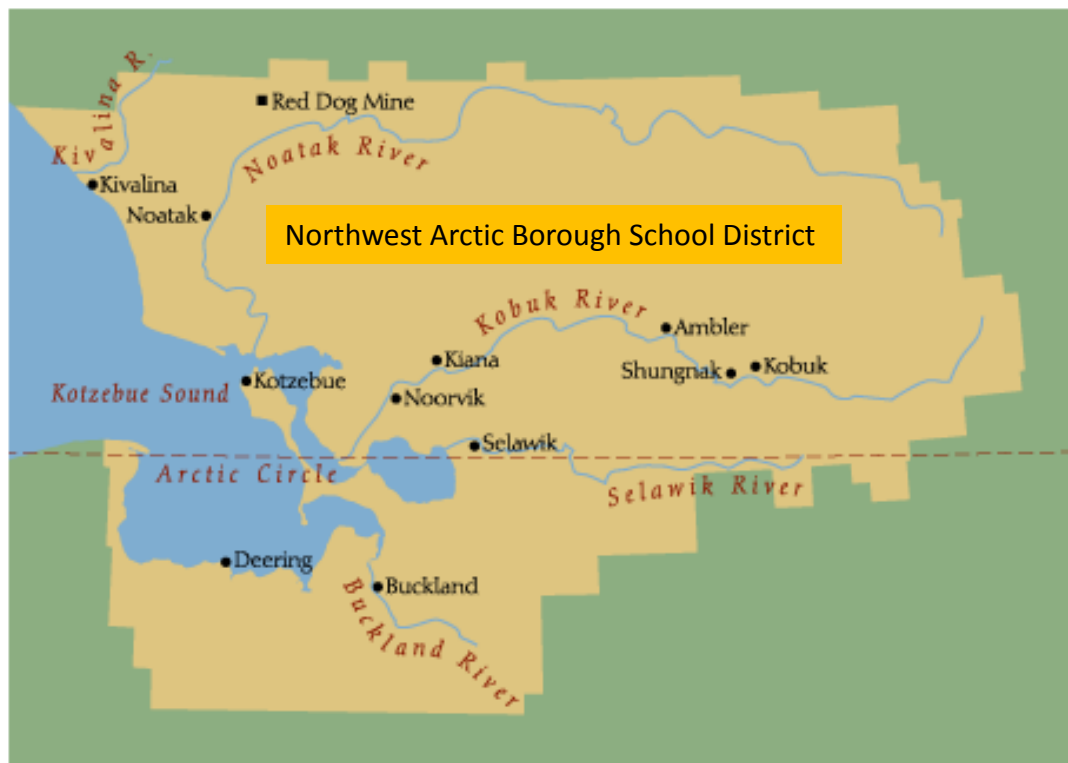 Kivalina R.
Red Dog Mine
Noatak River
Kivalina
Noatak
Northwest Arctic Borough School District
Kobuk River
Ambler
Kiana
Shungnak
Kobuk
Kotzebue
Kotzebue Sound
Noorvik
Selawik
Arctic Circle
Selawik River
Deering
Buckland
Buckland River